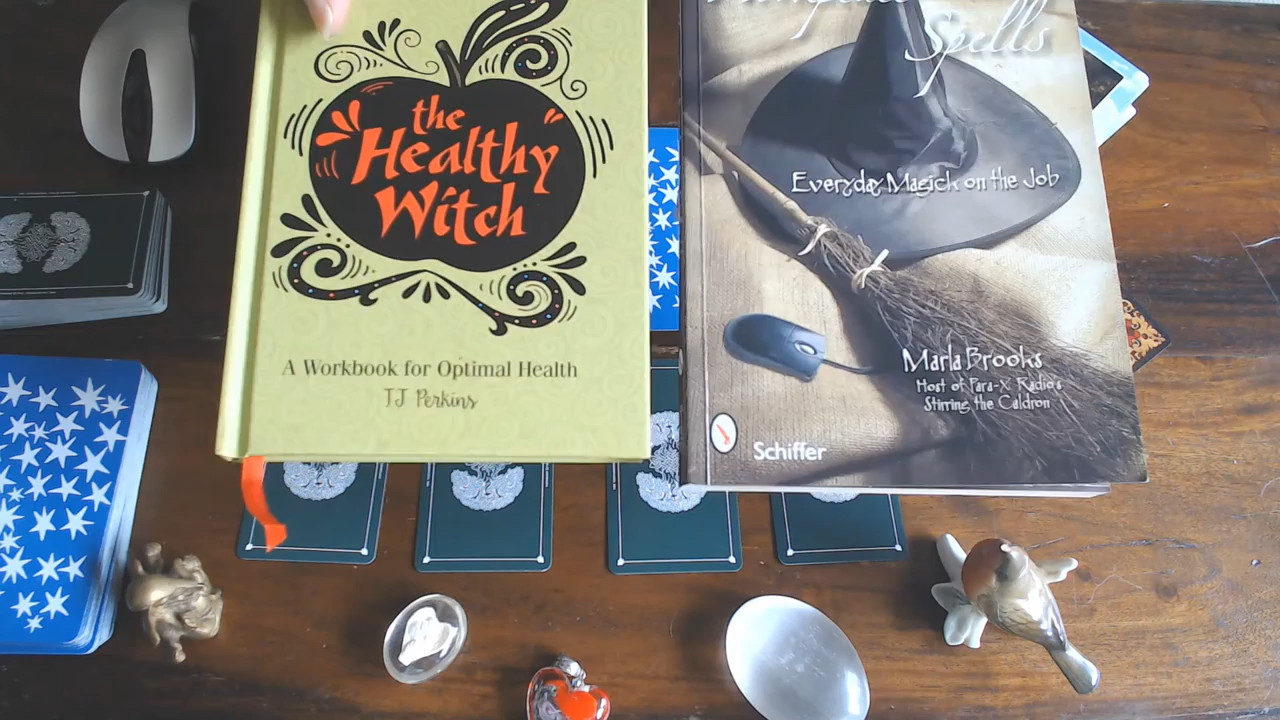 the
Healthy
Witch
A Workbook for Optimal Health
TJ Perkins
Spells
Everyday Magick on the Job
Marla Brooks
Host of Para-X Radio's
Stirring the Caldron
Schiffer